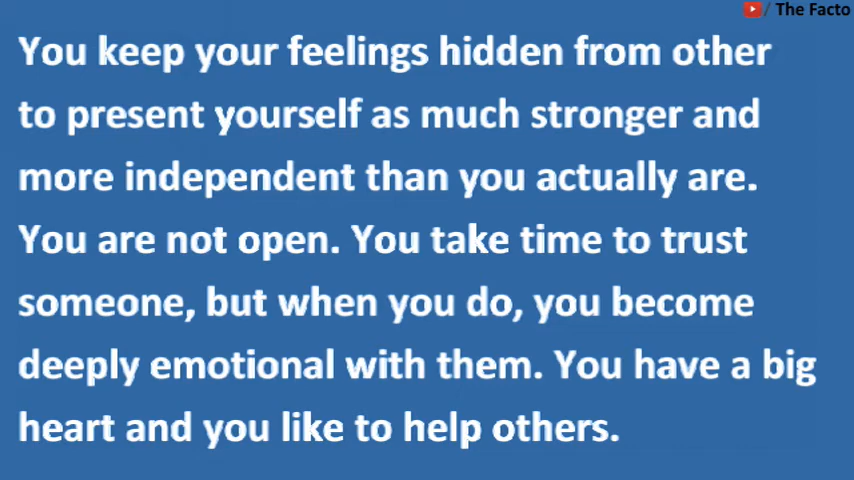 / The Facto
You keep your feelings hidden from other
to present yourself as much stronger and
more independent than you actually are.
You are not open. You take time to trust
someone, but when you do, you become
deeply emotional with them. You have a big
heart and you like to help others.